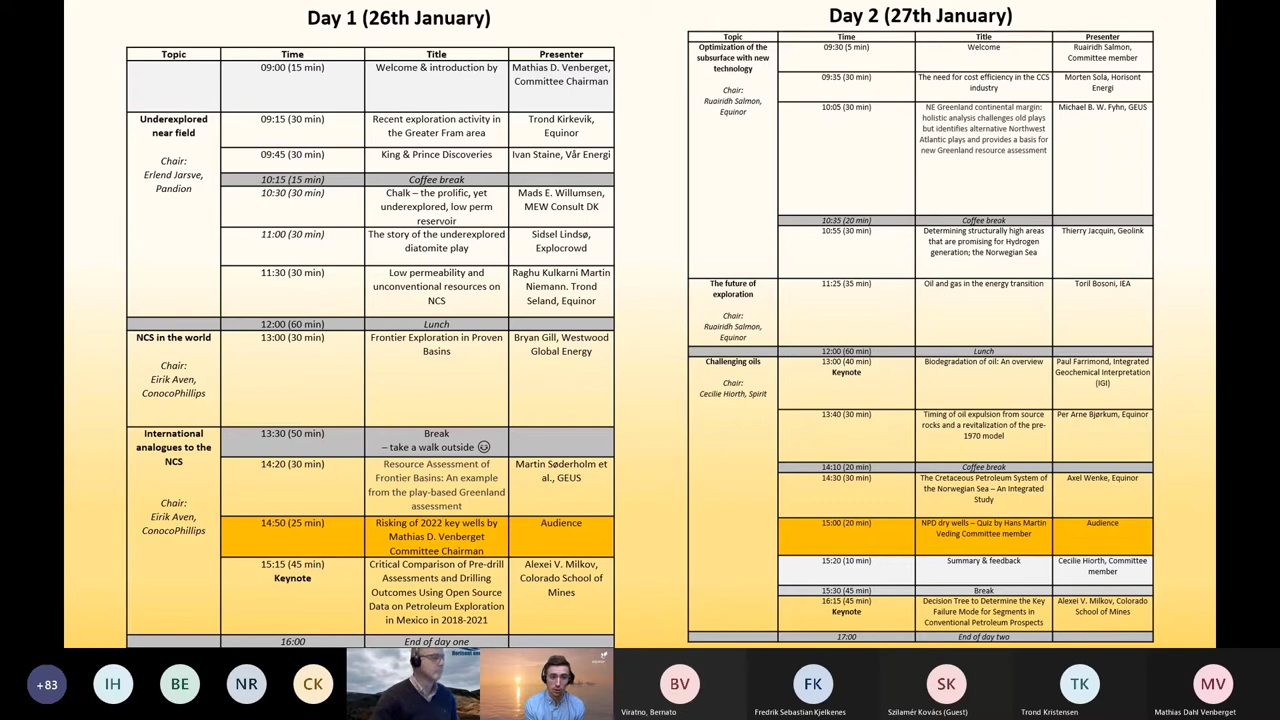 Day 1 (26th January)
Topic Time Title Presenter
09:00 (15 min) Welcome & introduction by Mathias D. Venberget,
Committee Chairman
Underexplored 09:15 (30 min) Recent exploration activity in Trond Kirkevik,
near field the Greater Fram area Equinor
09:45 (30 min) King & Prince Discoveries Ivan Staine, Vår Energi
Chair:
Erlend Jarsve,
Pandion
10:15 (15 min) Coffee break
10:30 (30 min) Chalk – the prolific, yet Mads E. Willumsen,
underexplored, low perm MEW Consult DK
reservoir
11:00 (30 min) The story of the underexplored Sidsel Lindsø,
diatomite play Explocrowd
11:30 (30 min) Low permeability and Raghu Kulkarni Martin
unconventional resources on Niemann. Trond
NCS Seland, Equinor
12:00 (60 min) Lunch
NCS in the world 13:00 (30 min) Frontier Exploration in Proven Bryan Gill, Westwood
Basins Global Energy
Chair:
Eirik Aven,
ConocoPhillips
International 13:30 (50 min) Break
analogues to the – take a walk outside
NCS
14:20 (30 min) Resource Assessment of Martin Søderholm et
Frontier Basins: An example al., GEUS
from the play-based Greenland
assessment
Chair:
Eirik Aven,
ConocoPhillips
14:50 (25 min) Risking of 2022 key wells by Audience
Mathias D. Venberget
Committee Chairman
15:15 (45 min) Critical Comparison of Pre-drill Alexei V. Milkov,
Keynote Assessments and Drilling Colorado School of
Outcomes Using Open Source Mines
Data on Petroleum Exploration
in Mexico in 2018-2021
16:00 End of day one
Day 2 (27th January)
Topic Time Title Presenter
Optimization of the 09:30 (5 min) Welcome Ruairidh Salmon,
subsurface with new Committee member
technology
09:35 (30 min) The need for cost efficiency in the CCS Morten Sola, Horisont
industry Energi
Chair:
Ruairidh Salmon,
Equinor
10:05 (30 min) NE Greenland continental margin: Michael B. W. Fyhn, GEUS
holistic analysis challenges old plays
but identifies alternative Northwest
Atlantic plays and provides a basis for
new Greenland resource assessment
10:35 (20 min) Coffee break
10:55 (30 min) Determining structurally high areas Thierry Jacquin, Geolink
that are promising for Hydrogen
generation; the Norwegian Sea
The future of 11:25 (35 min) Oil and gas in the energy transition Toril Bosoni, IEA
exploration
Chair:
Ruairidh Salmon,
Equinor
12:00 (60 min) Lunch
Challenging oils 13:00 (40 min) Biodegradation of oil: An overview Paul Farrimond, Integrated
Keynote Geochemical Interpretation
(IGI)
Chair:
Cecilie Hiorth, Spirit
13:40 (30 min) Timing of oil expulsion from source Per Arne Bjørkum, Equinor
rocks and a revitalization of the pre-
1970 model
14:10 (20 min) Coffee break
14:30 (30 min) The Cretaceous Petroleum System of Axel Wenke, Equinor
the Norwegian Sea – An Integrated
Study
15:00 (20 min) NPD dry wells – Quiz by Hans Martin Audience
Veding Committee member
15:20 (10 min) Summary & feedback Cecilie Hiorth, Committee
member
15:30 (45 min) Break
16:15 (45 min) Decision Tree to Determine the Key Alexei V. Milkov, Colorado
Keynote Failure Mode for Segments in School of Mines
Conventional Petroleum Prospects
17:00 End of day two
+83 IH BE NR CK BV FK SK TK MV
Viratno, Bernato Fredrik Sebastian Kjelkenes Szilamér Kovács (Guest) Trond Kristensen Mathias Dahl Venberget